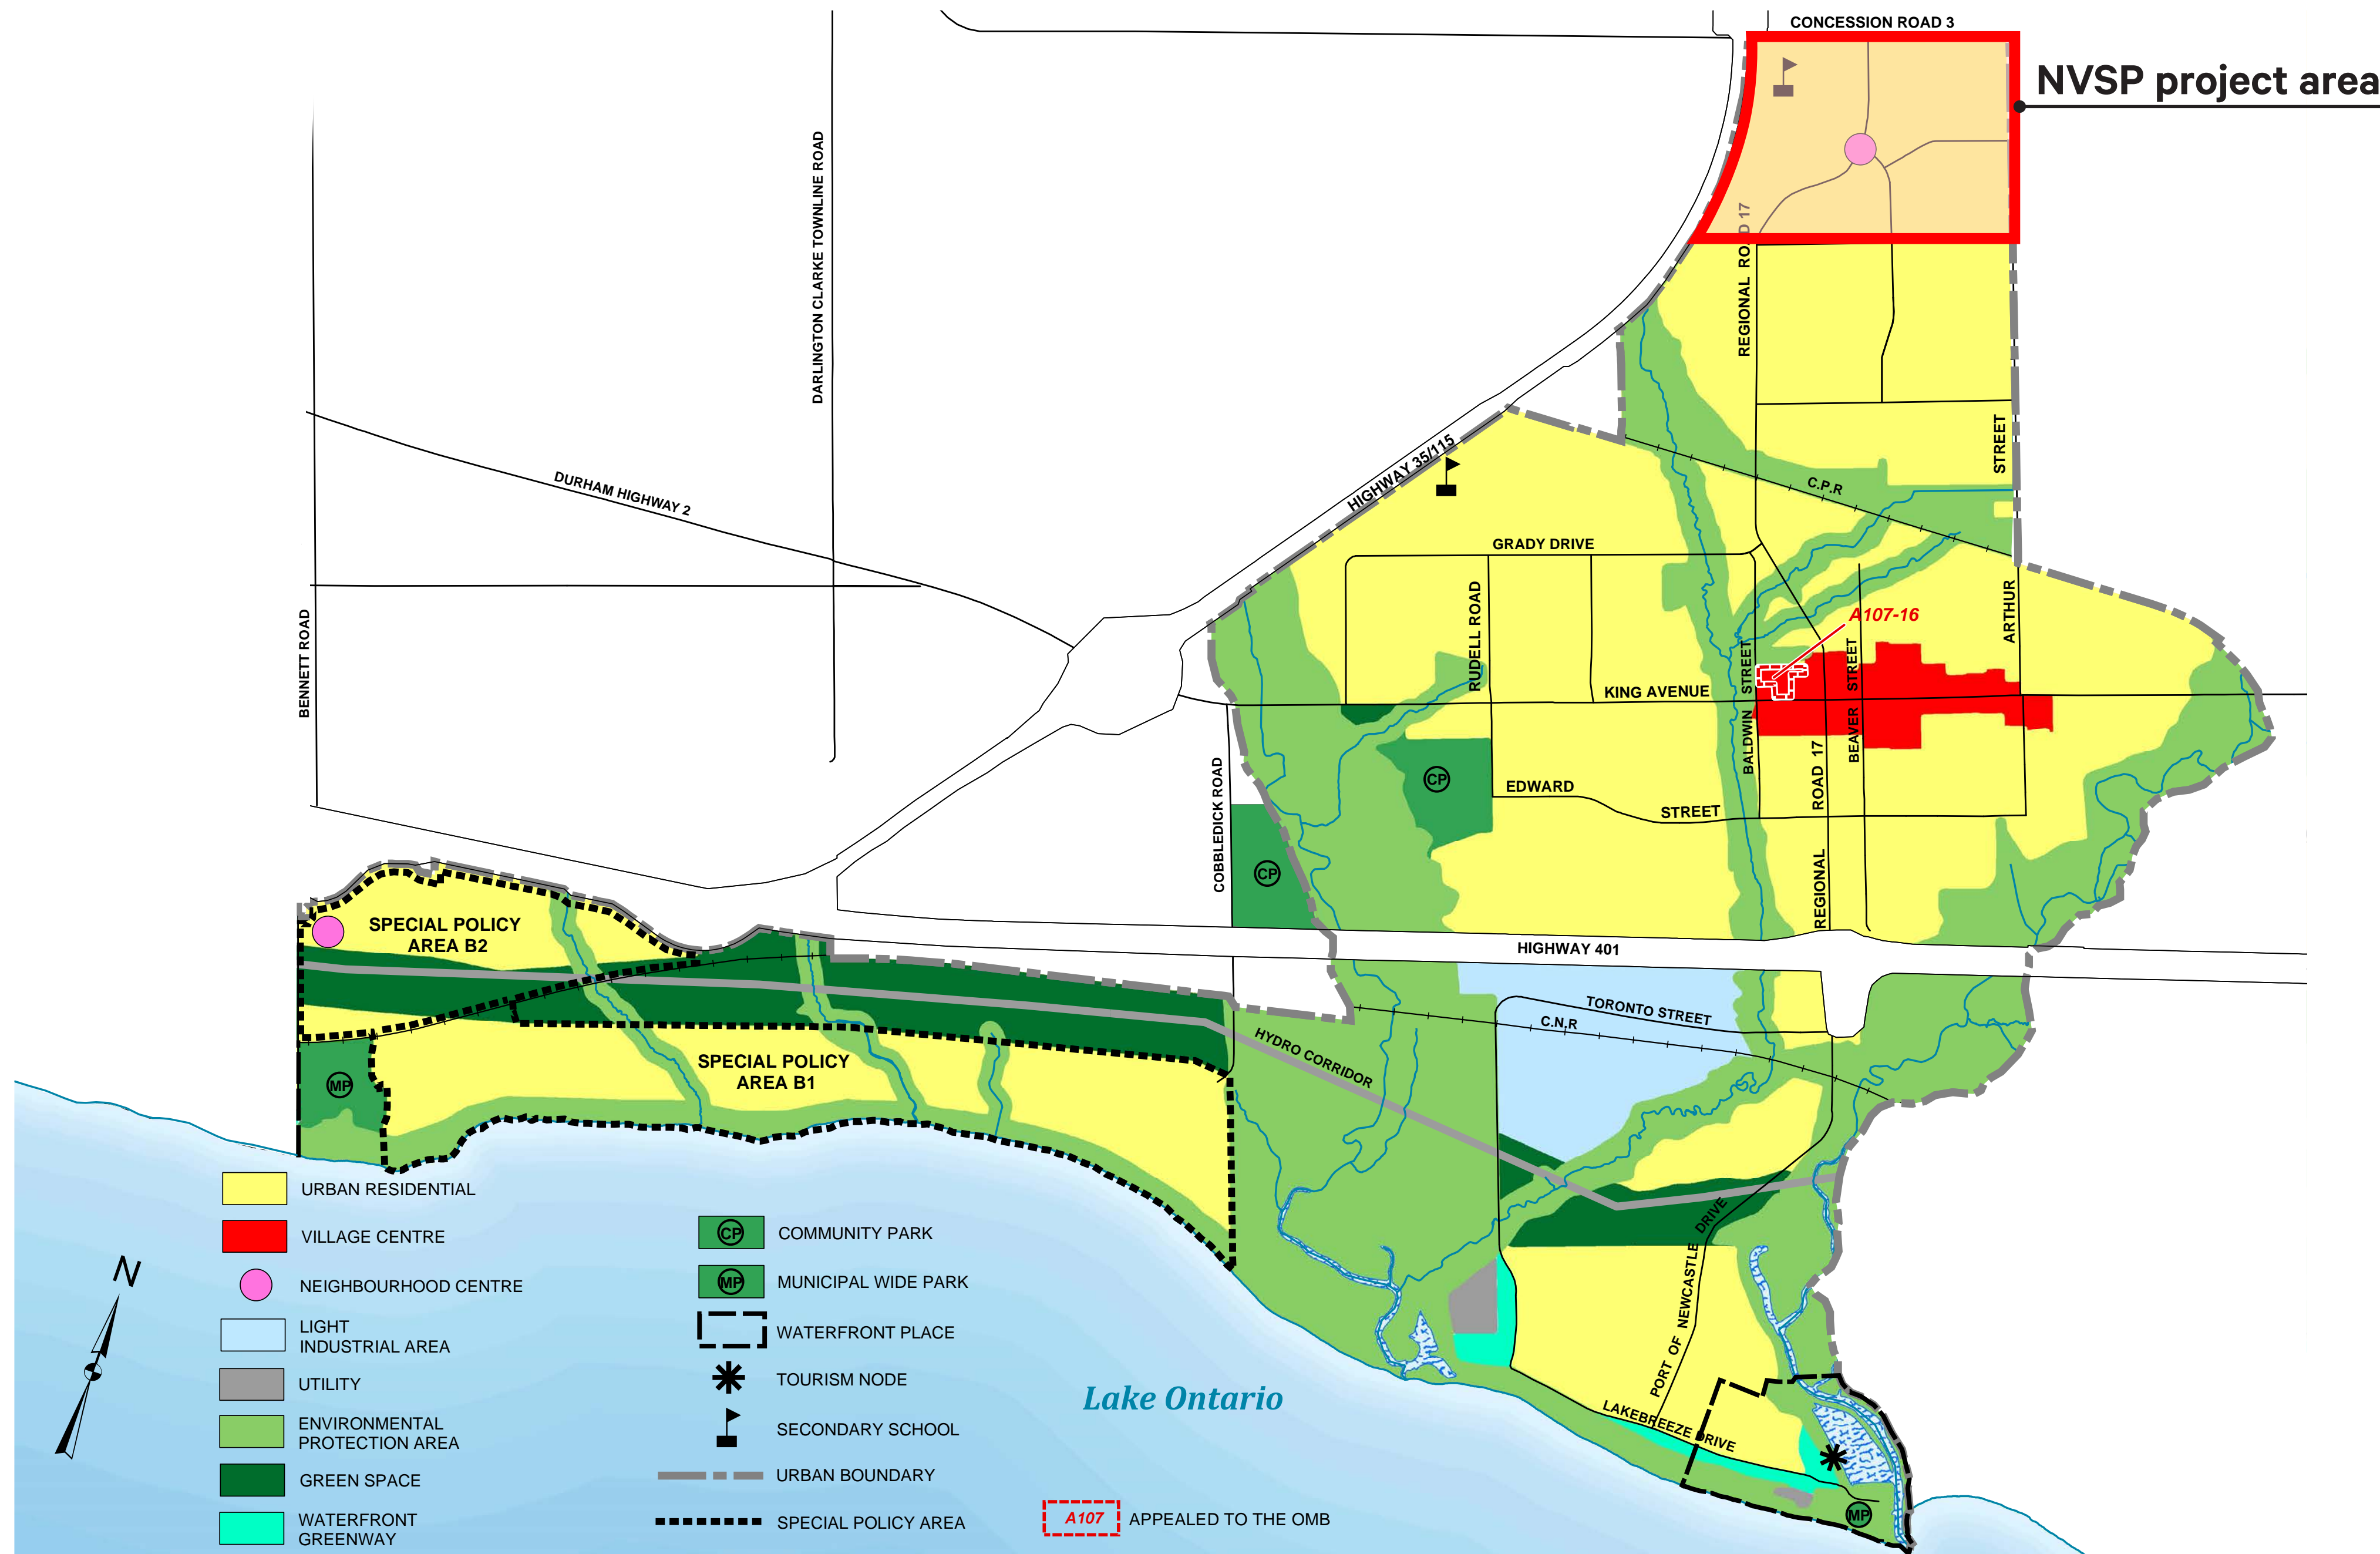 CONCESSION ROAD 3
NVSP project area
DARLINGTON CLARKE TOWNLINE ROAD
REGIONAL ROAD 17
DURHAM HIGHWAY 2
HIGHWAY 35/115
STREET
C.P.R
GRADY DRIVE
RUDELL ROAD
A107-16
ARTHUR
BENNETT ROAD
KING AVENUE
BALDWIN STREET
BEAVER STREET
REGIONAL ROAD 17
COBBLEDICK ROAD
CP
EDWARD
STREET
CP
SPECIAL POLICY
AREA B2
HIGHWAY 401
TORONTO STREET
C.N.R
HYDRO CORRIDOR
SPECIAL POLICY
AREA B1
MP
PORT OF NEWCASTLE DRIVE
LAKEBREEZE DRIVE
MP
Lake Ontario
N
URBAN RESIDENTIAL
VILLAGE CENTRE
NEIGHBOURHOOD CENTRE
LIGHT
INDUSTRIAL AREA
UTILITY
ENVIRONMENTAL
PROTECTION AREA
GREEN SPACE
WATERFRONT
GREENWAY
CP COMMUNITY PARK
MP MUNICIPAL WIDE PARK
WATERFRONT PLACE
TOURISM NODE
SECONDARY SCHOOL
URBAN BOUNDARY
SPECIAL POLICY AREA
A107 APPEALED TO THE OMB